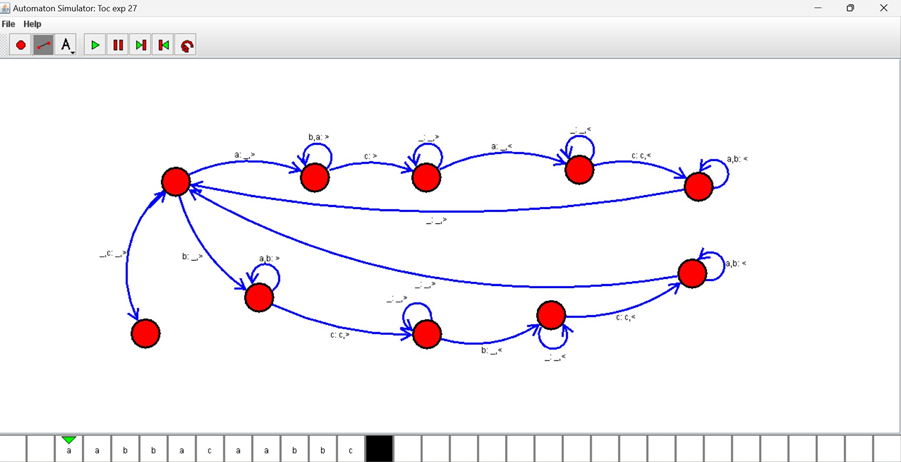 Automaton Simulator: Toc exp 27
File Help
A
b,a: >
_: _,>
_: _,<
a: _,>
c: >
a: _,<
c: c,<
a,b: <
_: _,>
_,c: _,>
b: _,>
a,b: >
a,b: <
_: _,>
_: _,>
c: c,<
c: c,>
b: _,<
_: _,<
a a b b a c a a b b c